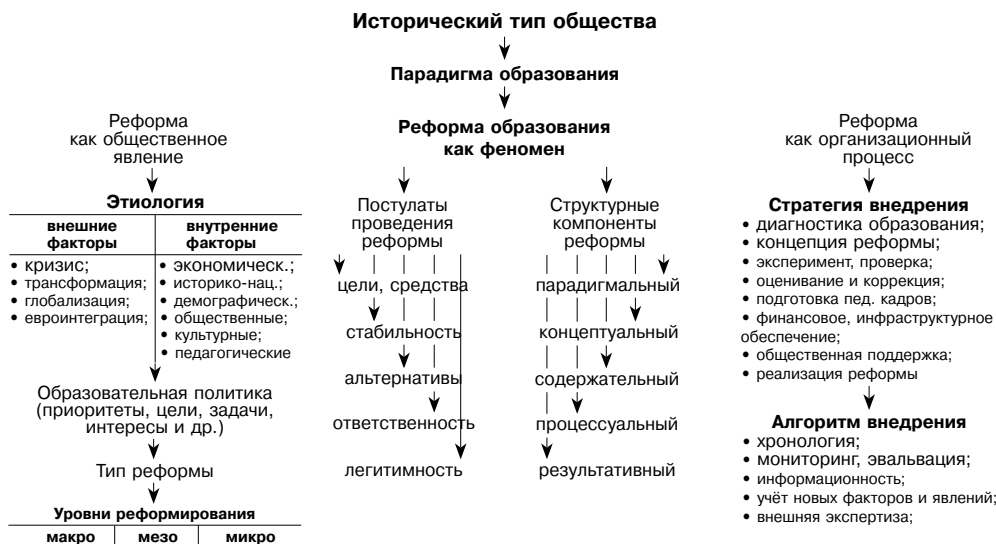 Исторический тип общества
Парадигма образования
Реформа образования
как феномен
Реформа
как общественное
явление
Этиология
внешние
факторы
• кризис;
• трансформация;
• глобализация;
• евроинтеграция;
внутренние
факторы
• экономическ.;
• историко-нац.;
• демографическ.;
• общественные;
• культурные;
• педагогические
Образовательная политика
(приоритеты, цели, задачи,
интересы и др.)
Тип реформы
Уровни реформирования
макро мезо микро
Постулаты
проведения
реформы
цели, средства
стабильность
альтернативы
ответственность
легитимность
Структурные
компоненты
реформы
парадигмальный
концептуальный
содержательный
процессуальный
результативный
Реформа
как организационный
процесс
Стратегия внедрения
• диагностика образования;
• концепция реформы;
• эксперимент, проверка;
• оценивание и коррекция;
• подготовка пед. кадров;
• финансовое, инфраструктурное
обеспечение;
• общественная поддержка;
• реализация реформы
Алгоритм внедрения
• хронология;
• мониторинг, эвальвация;
• информационность;
• учёт новых факторов и явлений;
• внешняя экспертиза;